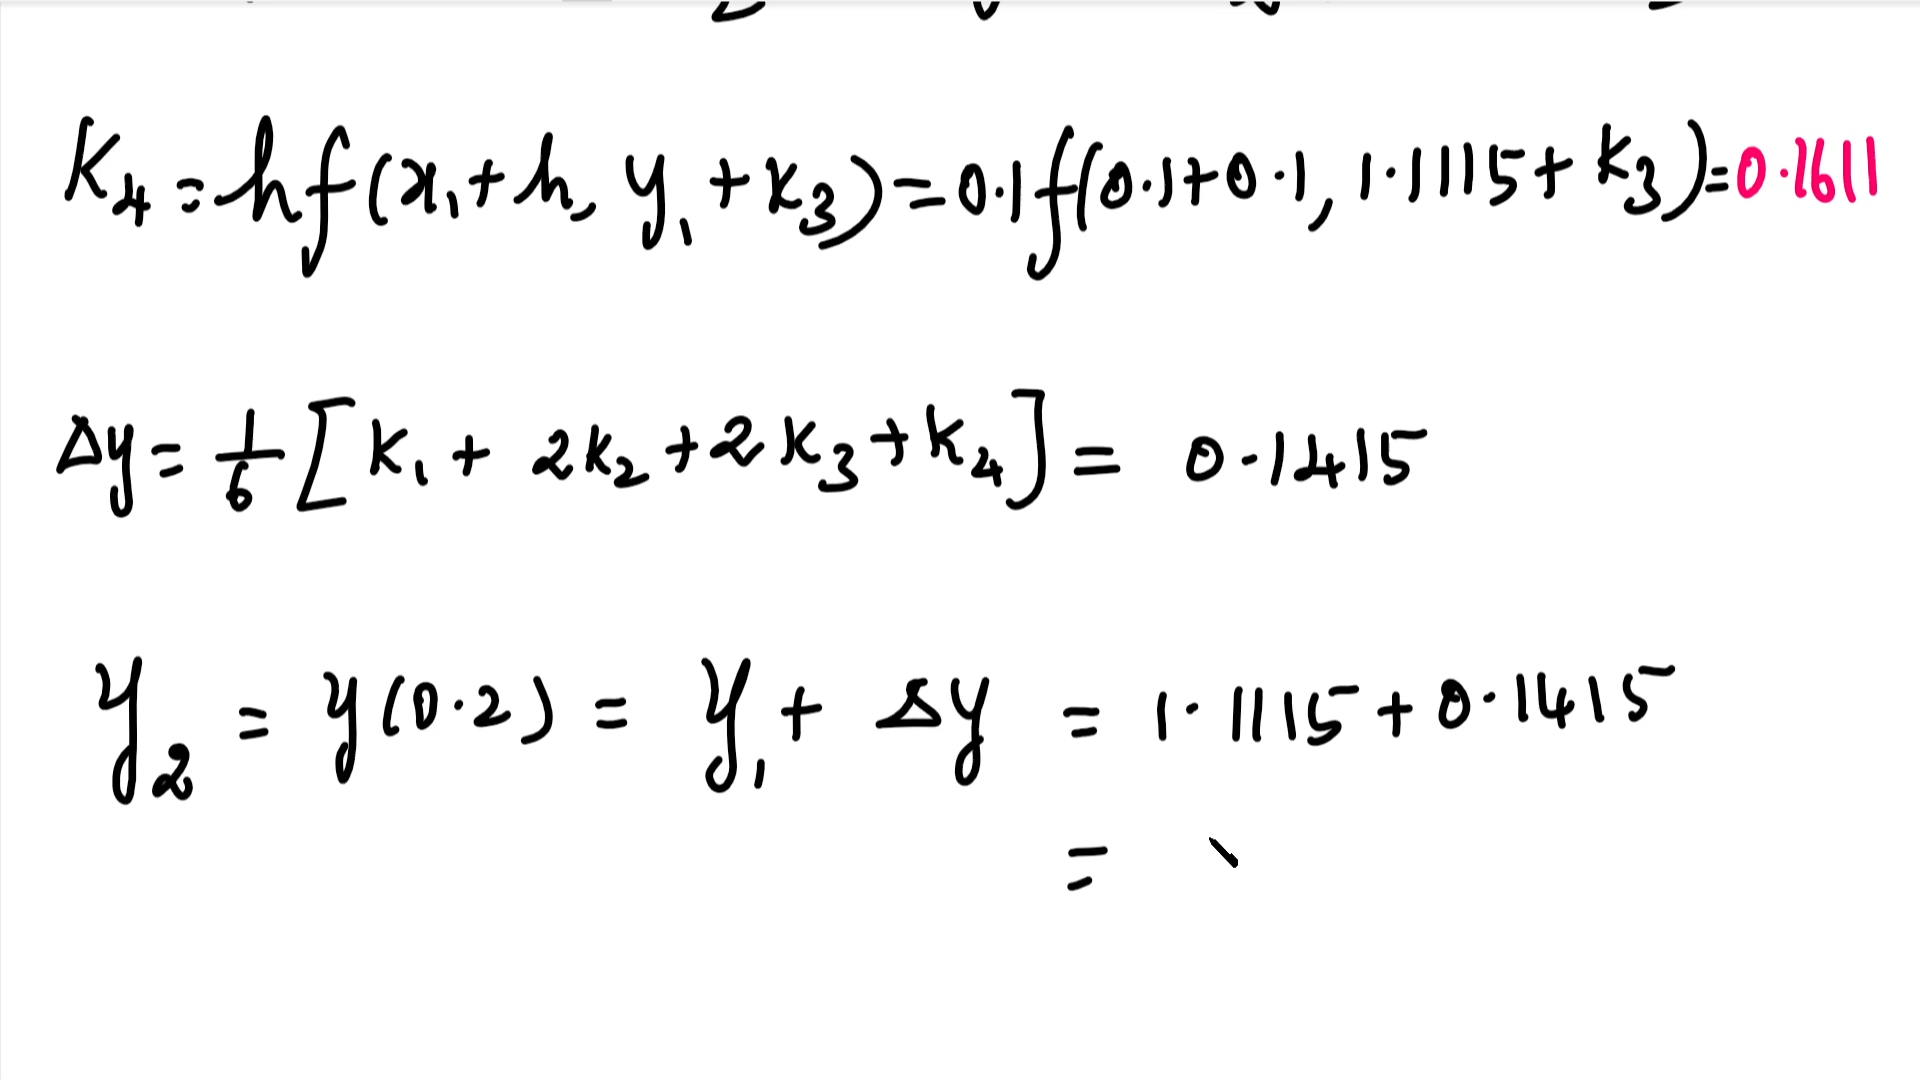 K₄ = hf(x₁+h, y₁+K₃) = 0.1f(0.1+0.1, 1.1115+K₃) = 0.1611
Δy = 1/6 [K₁ + 2K₂ + 2K₃ + K₄] = 0.1415
y₂ = y(0.2) = y₁ + Δy = 1.1115 + 0.1415
=